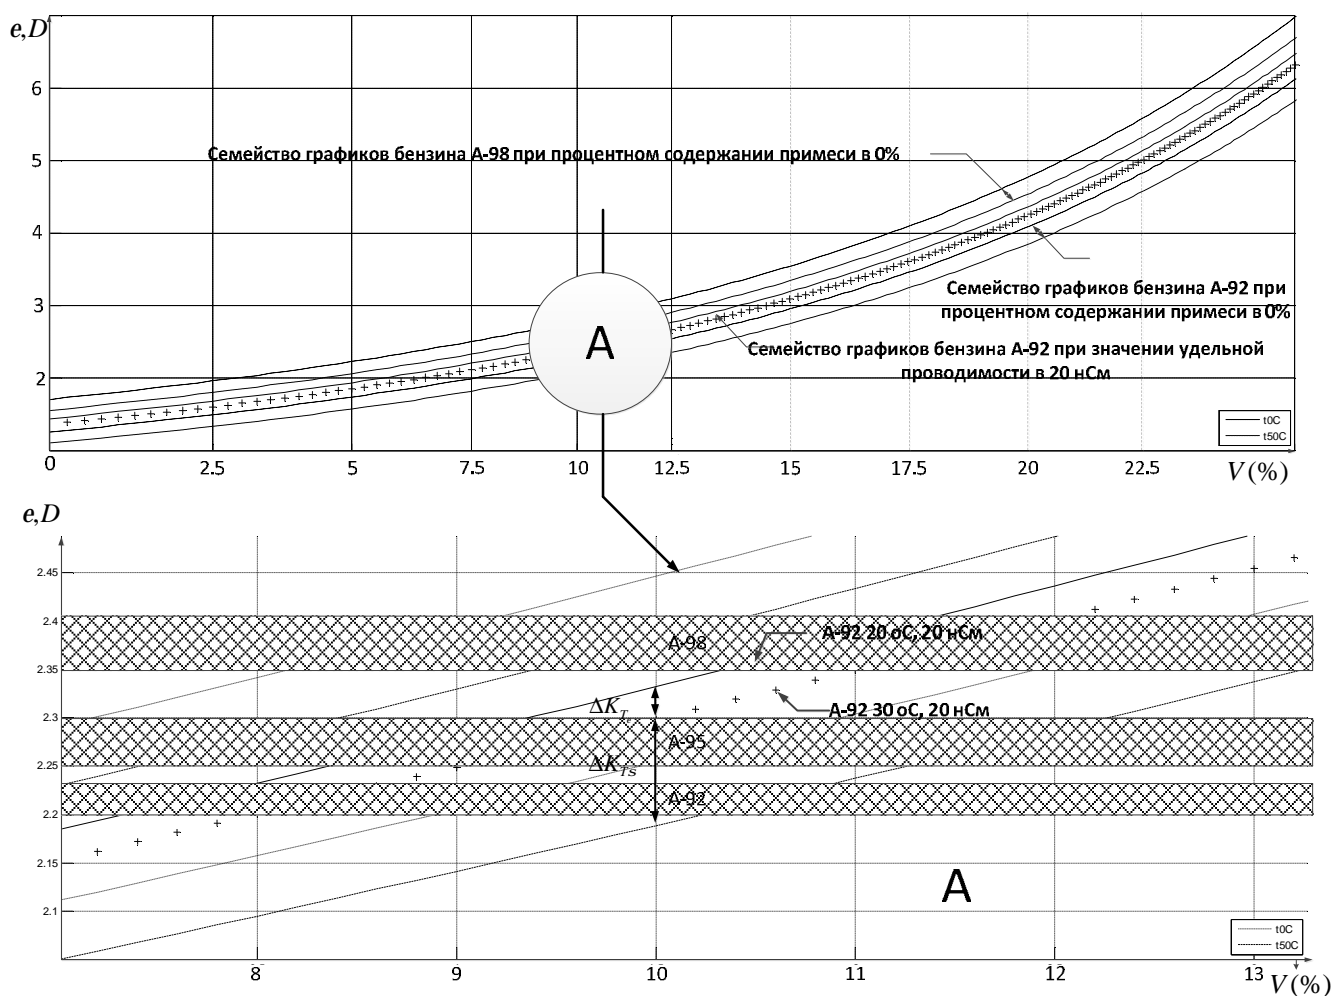 e,D
6
5
4
3
2
Семейство графиков бензина А-98 при процентном содержании примеси в 0%
Семейство графиков бензина А-92 при
процентном содержании примеси в 0%
Семейство графиков бензина А-92 при значении удельной
проводимости в 20 нСм
A
t0C
t50C
0 2.5 5 7.5 10 12.5 15 17.5 20 22.5
V(%)
e,D
2.45
2.4
2.35
2.3
2.25
2.2
2.15
2.1
А-98
А-92 20 оС, 20 нСм
А-92 30 оС, 20 нСм
ΔK_Tε
А-95
ΔK_TS
А-92
A
t0C
t50C
8 9 10 11 12 13
V(%)